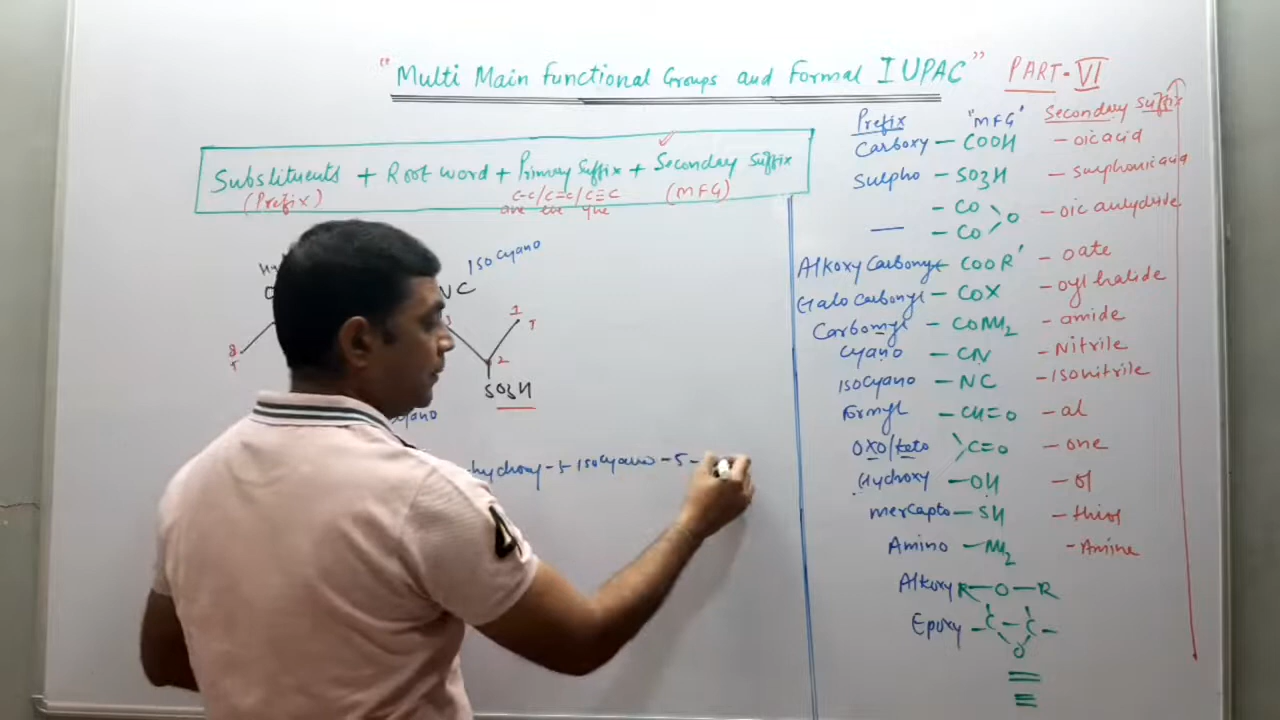 "Multi Main Functional Groups and Formal IUPAC" PART-VI
Substituents + Root word + Primary Suffix + Secondary Suffix
(Prefix) C-C/C=C/C≡C (MFG)
ane ene yne
Isocyano
NC
8
1
2
SO3H
hydroxy-5-Isocyano-5-
Prefix "MFG" Secondary Suffix
Carboxy - COOH - oic acid
Sulpho - SO3H - sulphonic acid
- CO
— O - oic anhydride
- CO
Alkoxy Carbonyl - COOR' - oate
Halo Carbonyl - COX - oyl halide
Carbomyl - CONH2 - amide
Cyano - CN - Nitrile
Isocyano - NC - Isonitrile
Formyl - CH=O - al
OXO/keto C=O - one
Hydroxy - OH - ol
mercapto - SH - thiol
Amino - NH2 - Amine
Alkoxy R-O-R
Epoxy - C - C -
O
=
≡